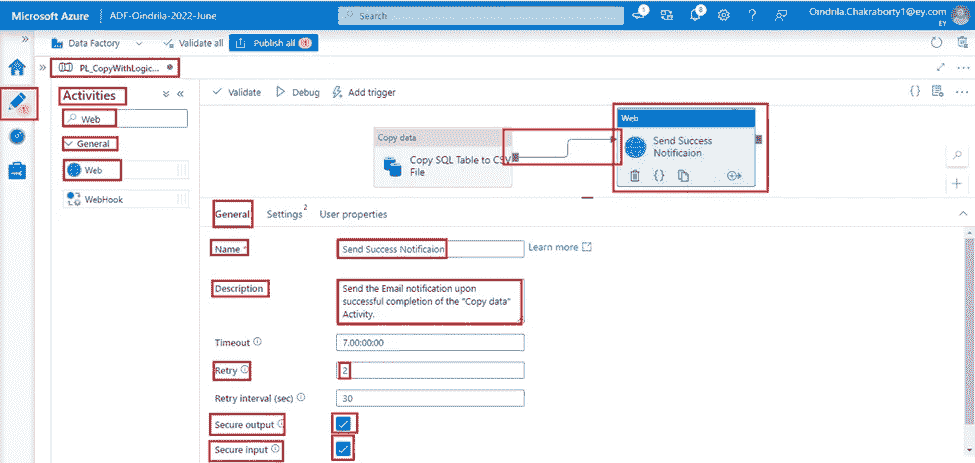 Microsoft Azure
ADF-Oindrila-2022-June
Search
1
8
Oindrila.Chakraborty1@ey.com
EY
Data Factory
Validate all
Publish all
1
PL_CopyWithLogic...
Activities
Web
General
Web
WebHook
Validate
Debug
Add trigger
Copy data
Copy SQL Table to CSV
File
Web
Send Success
Notificaion
General
Settings 2
User properties
Name *
Send Success Notificaion
Learn more
Description
Send the Email notification upon
successful completion of the "Copy data"
Activity.
Timeout
7.00:00:00
Retry
2
Retry interval (sec)
30
Secure output
Secure input